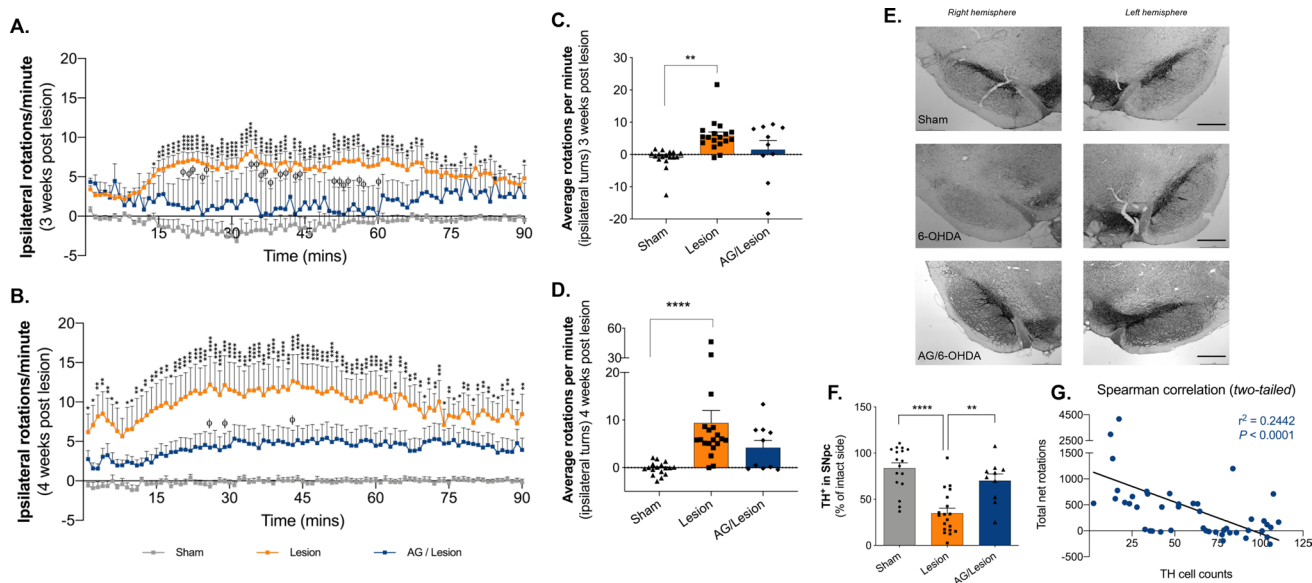 A.
Ipsilateral rotations/minute
(3 weeks post lesion)
20
15
10
5
0
-5
15
30
45
60
75
90
Time (mins)
B.
Ipsilateral rotations/minute
(4 weeks post lesion)
20
15
10
5
0
-5
15
30
45
60
75
90
Time (mins)
Sham
Lesion
AG / Lesion
C.
Average rotations per minute
(ipsilateral turns) 3 weeks post lesion
30
20
10
0
10
20
**
Sham
Lesion
AG/Lesion
D.
Average rotations per minute
(ipsilateral turns) 4 weeks post lesion
60
30
20
10
0
****
Sham
Lesion
AG/Lesion
E.
Right hemisphere
Left hemisphere
Sham
6-OHDA
AG/6-OHDA
F.
TH+ in SNpc
(% of intact side)
150
100
50
0
****
**
Sham
Lesion
AG/Lesion
G.
Spearman correlation (two-tailed)
r² = 0.2442
P < 0.0001
Total net rotations
4500
2500
1500
1000
500
0
-500
25
50
75
100
125
TH cell counts